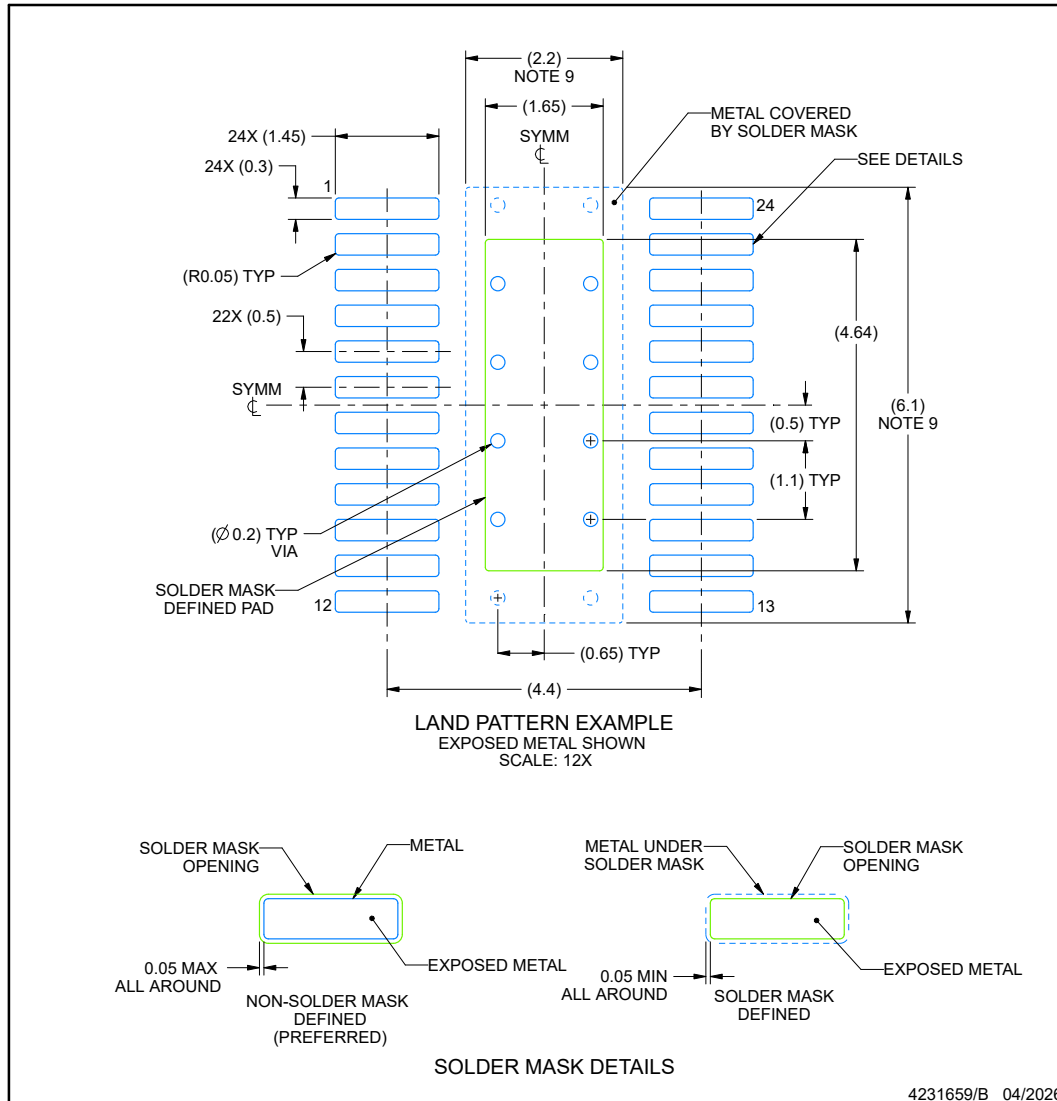 (2.2)
NOTE 9
(1.65)
SYMM
℄
METAL COVERED
BY SOLDER MASK
24X (1.45)
SEE DETAILS
24X (0.3)
1
24
(R0.05) TYP
22X (0.5)
(4.64)
SYMM
℄
(6.1)
NOTE 9
(0.5) TYP
(1.1) TYP
(Ø 0.2) TYP
VIA
SOLDER MASK
DEFINED PAD
12
13
(0.65) TYP
(4.4)
LAND PATTERN EXAMPLE
EXPOSED METAL SHOWN
SCALE: 12X
SOLDER MASK
OPENING
METAL
EXPOSED METAL
0.05 MAX
ALL AROUND
NON-SOLDER MASK
DEFINED
(PREFERRED)
METAL UNDER
SOLDER MASK
SOLDER MASK
OPENING
EXPOSED METAL
0.05 MIN
ALL AROUND
SOLDER MASK
DEFINED
SOLDER MASK DETAILS
4231659/B 04/2026